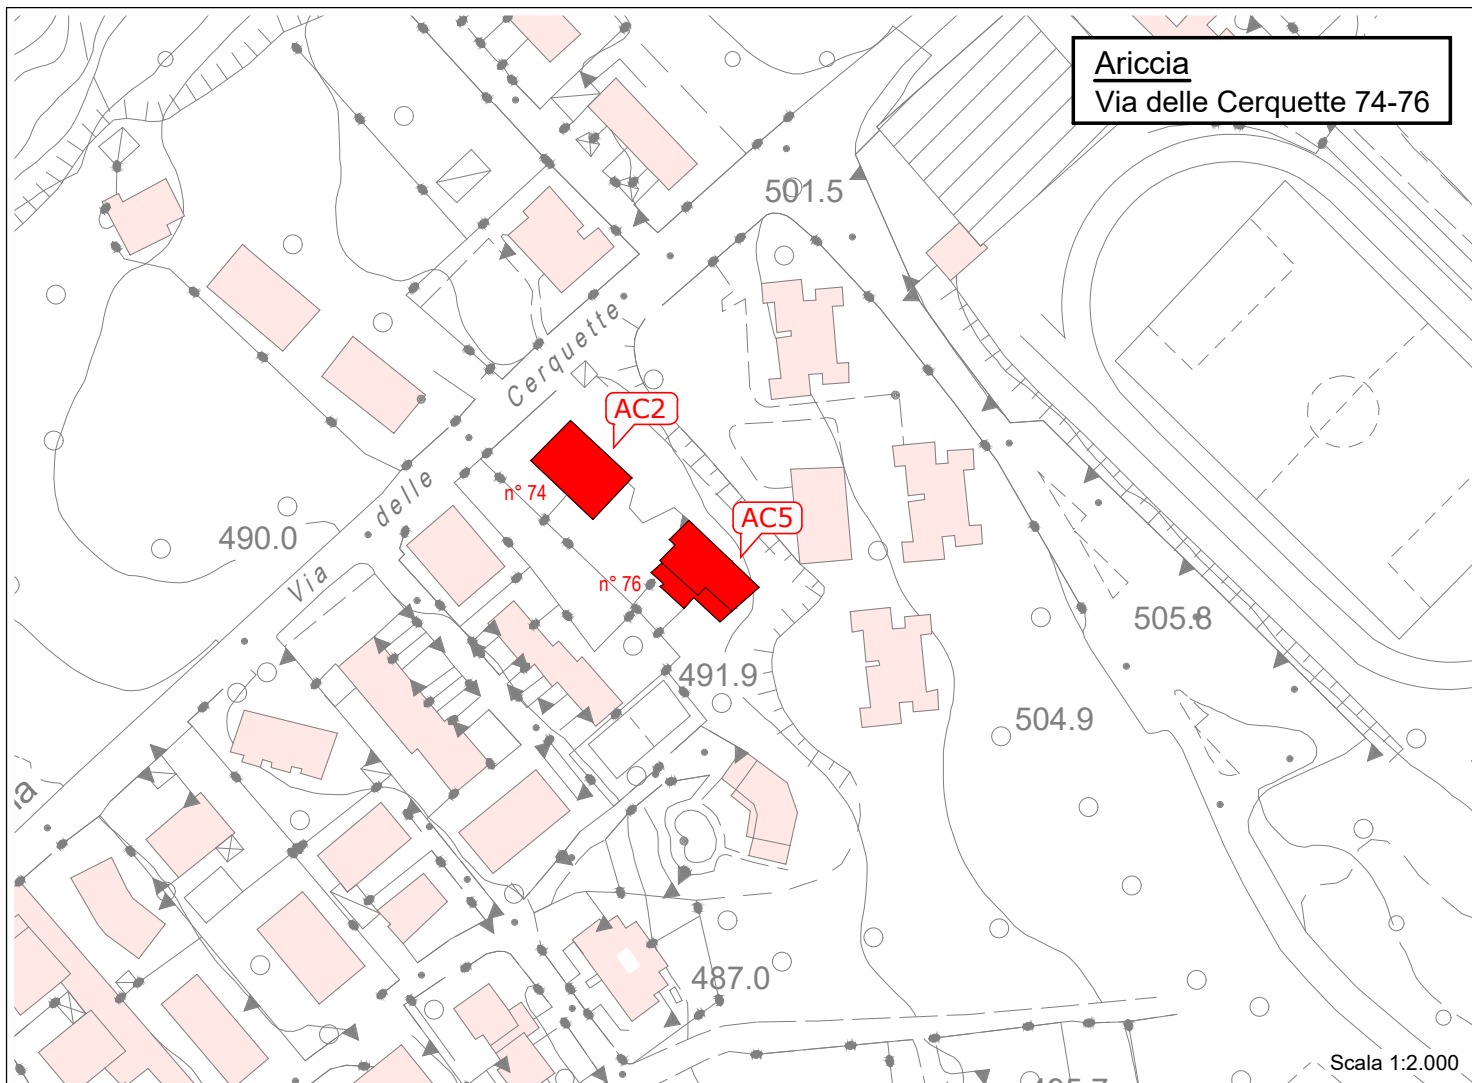 Ariccia
Via delle Cerquette 74-76
501.5
Via delle Cerquette
AC2
n° 74
490.0
AC5
n° 76
505.8
491.9
504.9
487.0
Scala 1:2.000